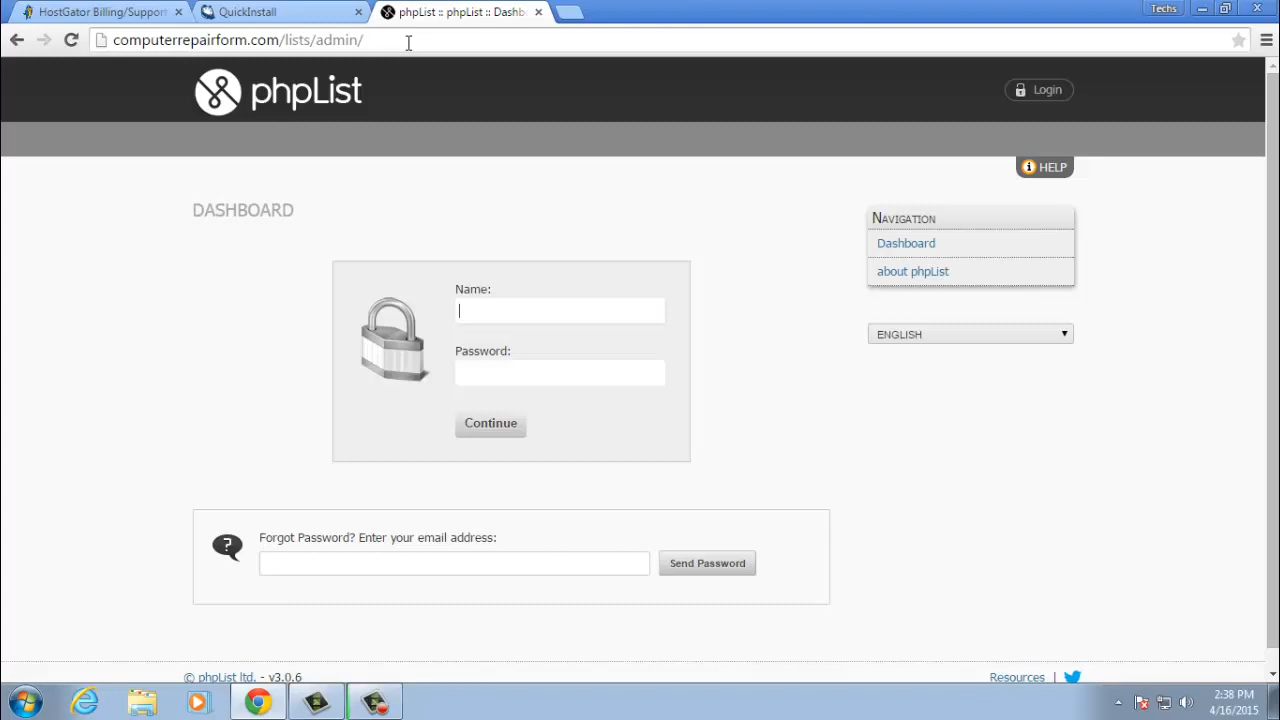 HostGator Billing/Support
QuickInstall
phpList :: phpList :: Dashb
Techs
computerrepairform.com/lists/admin/
phpList
Login
HELP
DASHBOARD
NAVIGATION
Dashboard
about phpList
ENGLISH
Name:
Password:
Continue
Forgot Password? Enter your email address:
Send Password
© phpList ltd. - v3.0.6
Resources |
2:38 PM
4/16/2015